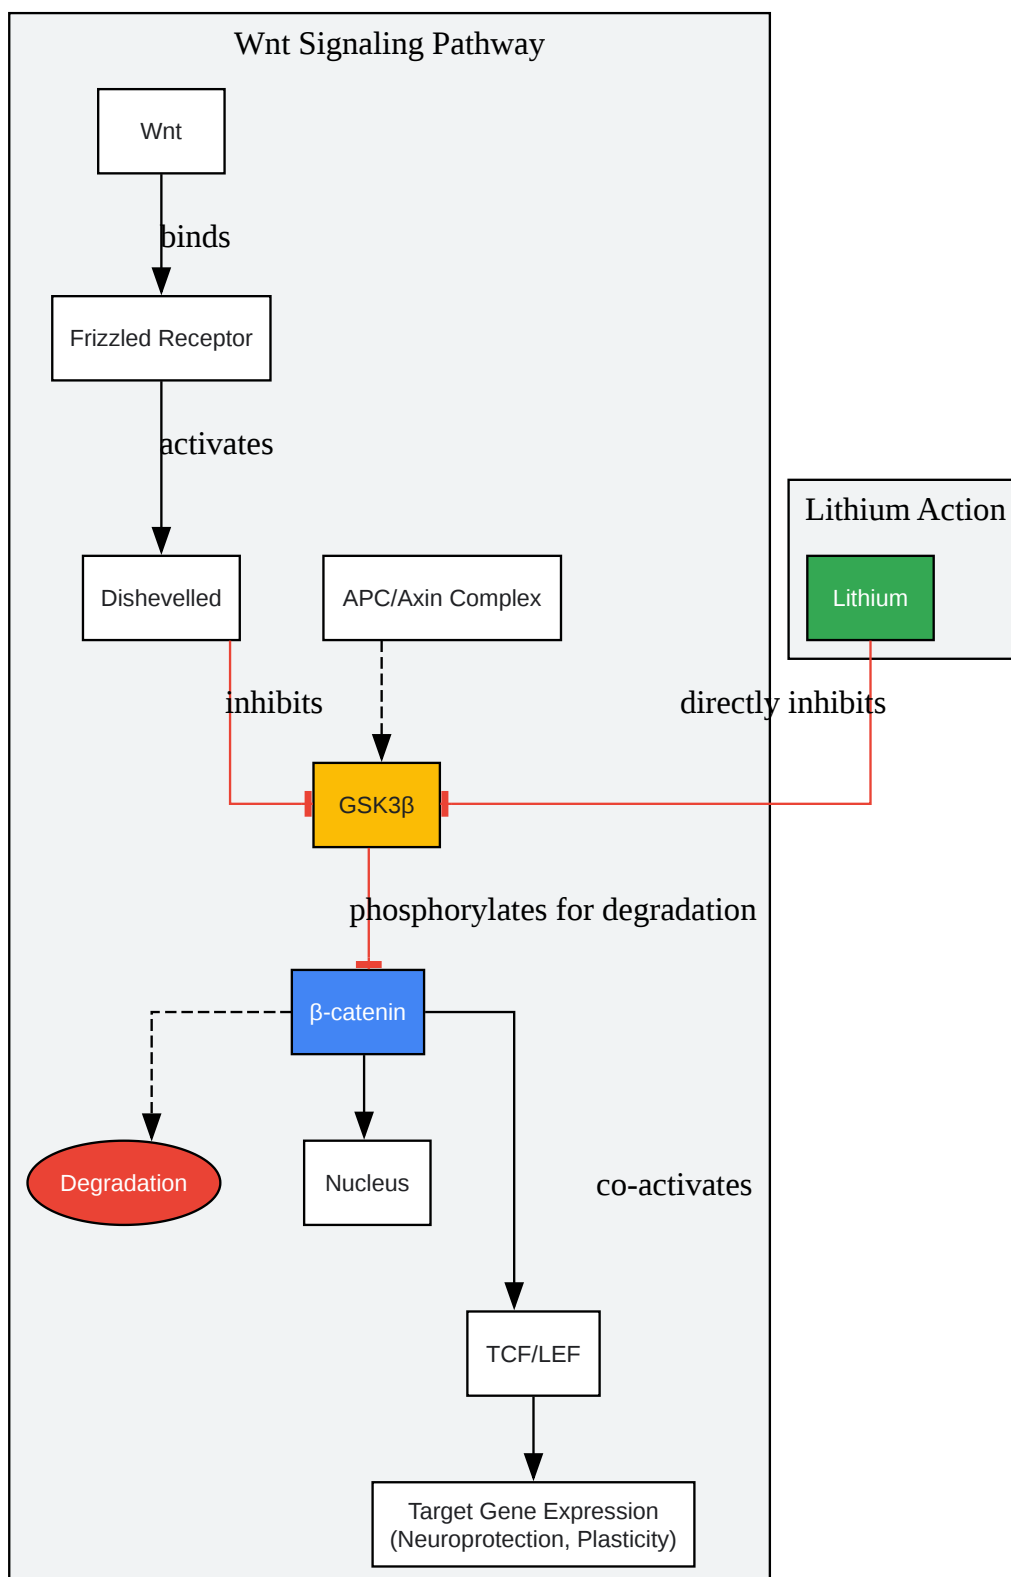 Wnt Signaling Pathway
Wnt
binds
Frizzled Receptor
activates
Lithium Action
Dishevelled
APC/Axin Complex
Lithium
inhibits
directly inhibits
GSK3β
phosphorylates for degradation
β-catenin
Degradation
Nucleus
co-activates
TCF/LEF
Target Gene Expression
(Neuroprotection, Plasticity)